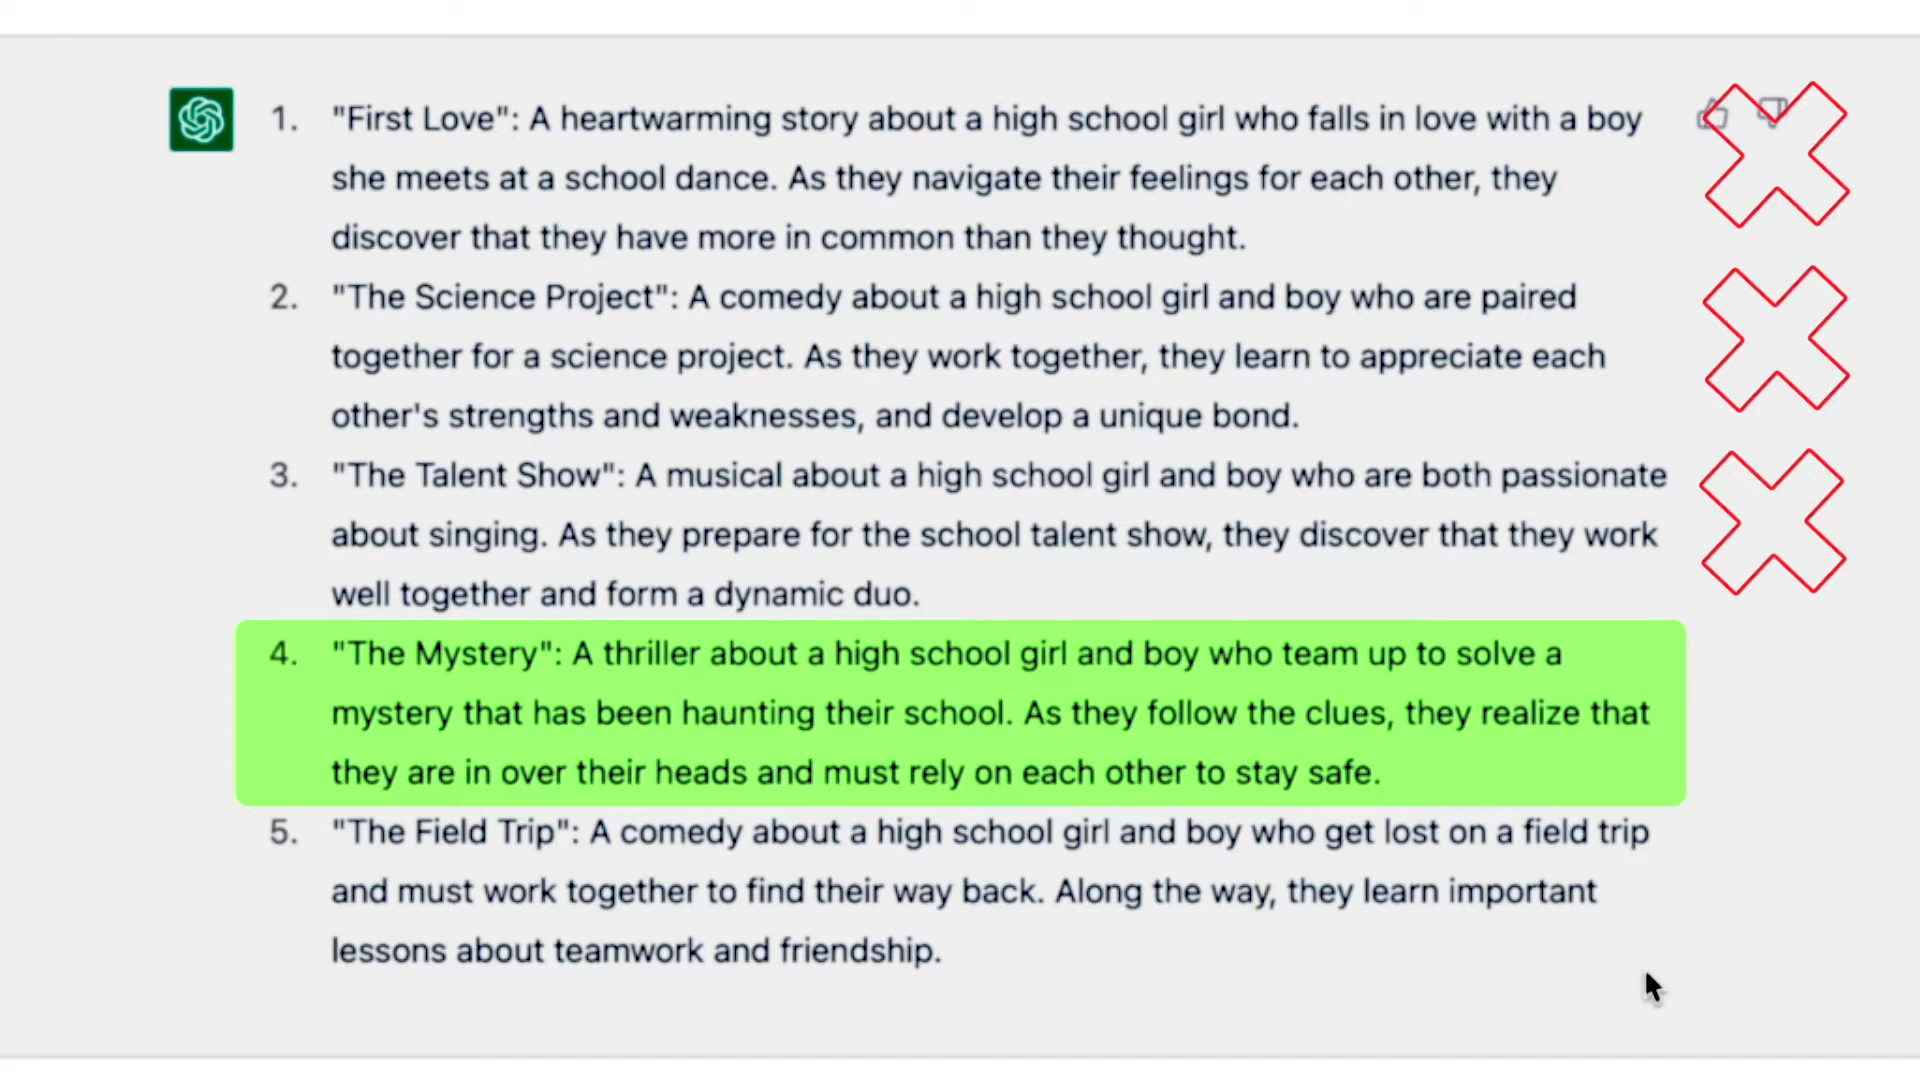 1. "First Love": A heartwarming story about a high school girl who falls in love with a boy
she meets at a school dance. As they navigate their feelings for each other, they
discover that they have more in common than they thought.
2. "The Science Project": A comedy about a high school girl and boy who are paired
together for a science project. As they work together, they learn to appreciate each
other's strengths and weaknesses, and develop a unique bond.
3. "The Talent Show": A musical about a high school girl and boy who are both passionate
about singing. As they prepare for the school talent show, they discover that they work
well together and form a dynamic duo.
4. "The Mystery": A thriller about a high school girl and boy who team up to solve a
mystery that has been haunting their school. As they follow the clues, they realize that
they are in over their heads and must rely on each other to stay safe.
5. "The Field Trip": A comedy about a high school girl and boy who get lost on a field trip
and must work together to find their way back. Along the way, they learn important
lessons about teamwork and friendship.